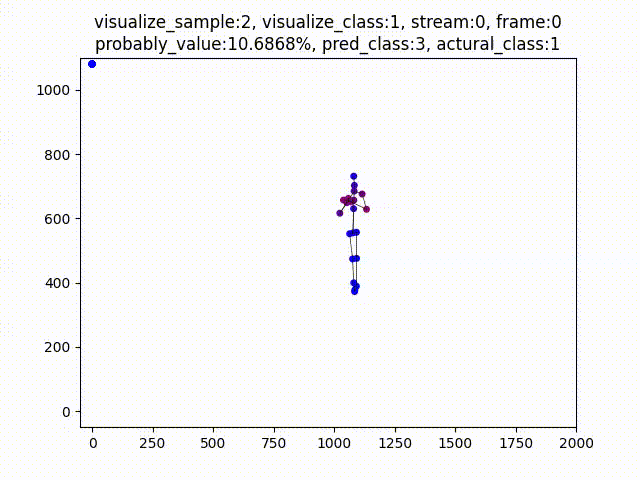 visualize_sample:2, visualize_class:1, stream:0, frame:0
probably_value:10.6868%, pred_class:3, actural_class:1
1000
800
600
400
200
0
0 250 500 750 1000 1250 1500 1750 2000